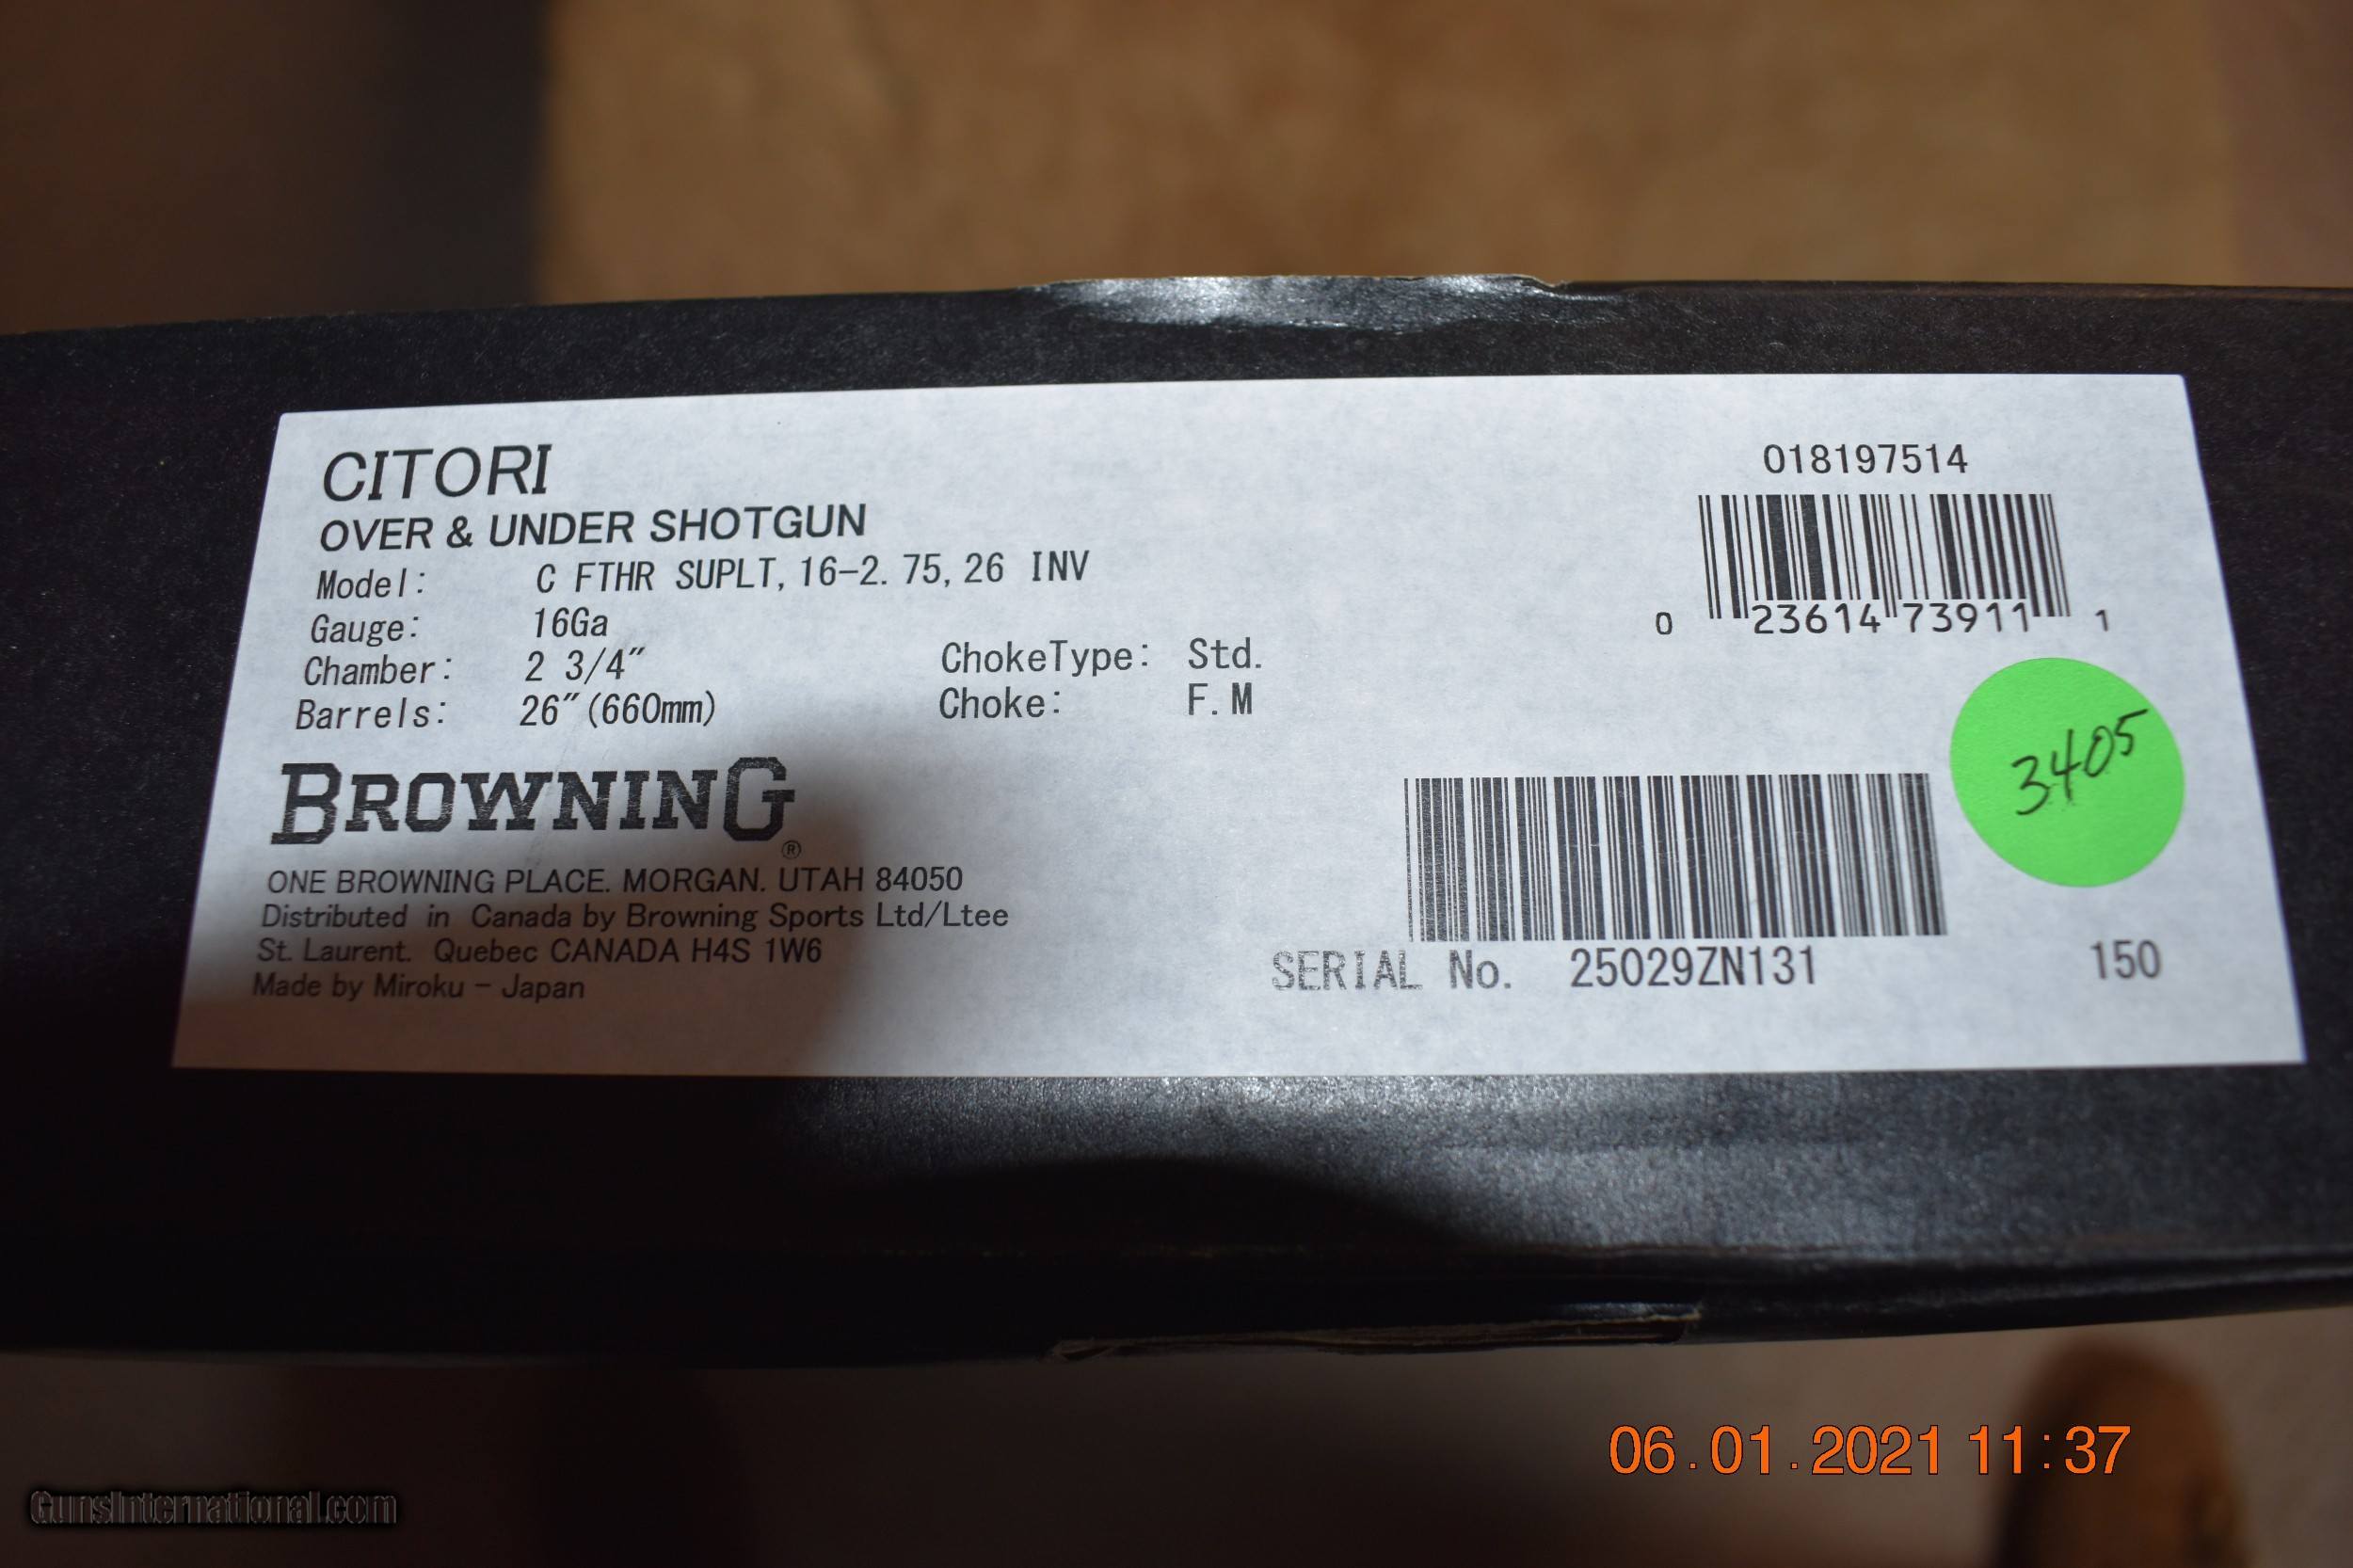 CITORI
OVER & UNDER SHOTGUN
Model: C FTHR SUPLT, 16-2.75, 26 INV
Gauge: 16Ga
Chamber: 2 3/4" ChokeType: Std.
Barrels: 26"(660mm) Choke: F.M
BROWNING®
ONE BROWNING PLACE. MORGAN. UTAH 84050
Distributed in Canada by Browning Sports Ltd/Ltee
St. Laurent. Quebec CANADA H4S 1W6
Made by Miroku - Japan
018197514
0 23614 73911 1
3405
SERIAL No. 25029ZN131 150
06.01.2021 11:37
GunsInternational.com